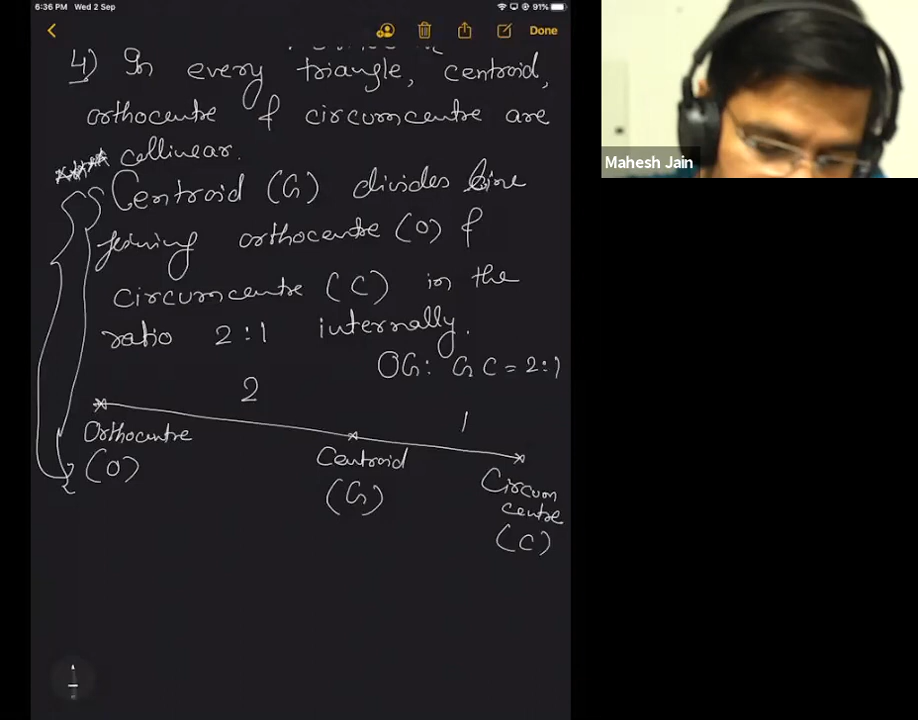 6:36 PM Wed 2 Sep
91%
Done
4) In every triangle, centroid,
orthocentre & circumcentre are
collinear.
Centroid (G) divides line
joining orthocentre (O) &
circumcentre (C) in the
ratio 2:1 internally.
OG: GC = 2:1
2
1
Orthocentre
(O)
Centroid
(G)
Circum
centre
(C)
Mahesh Jain